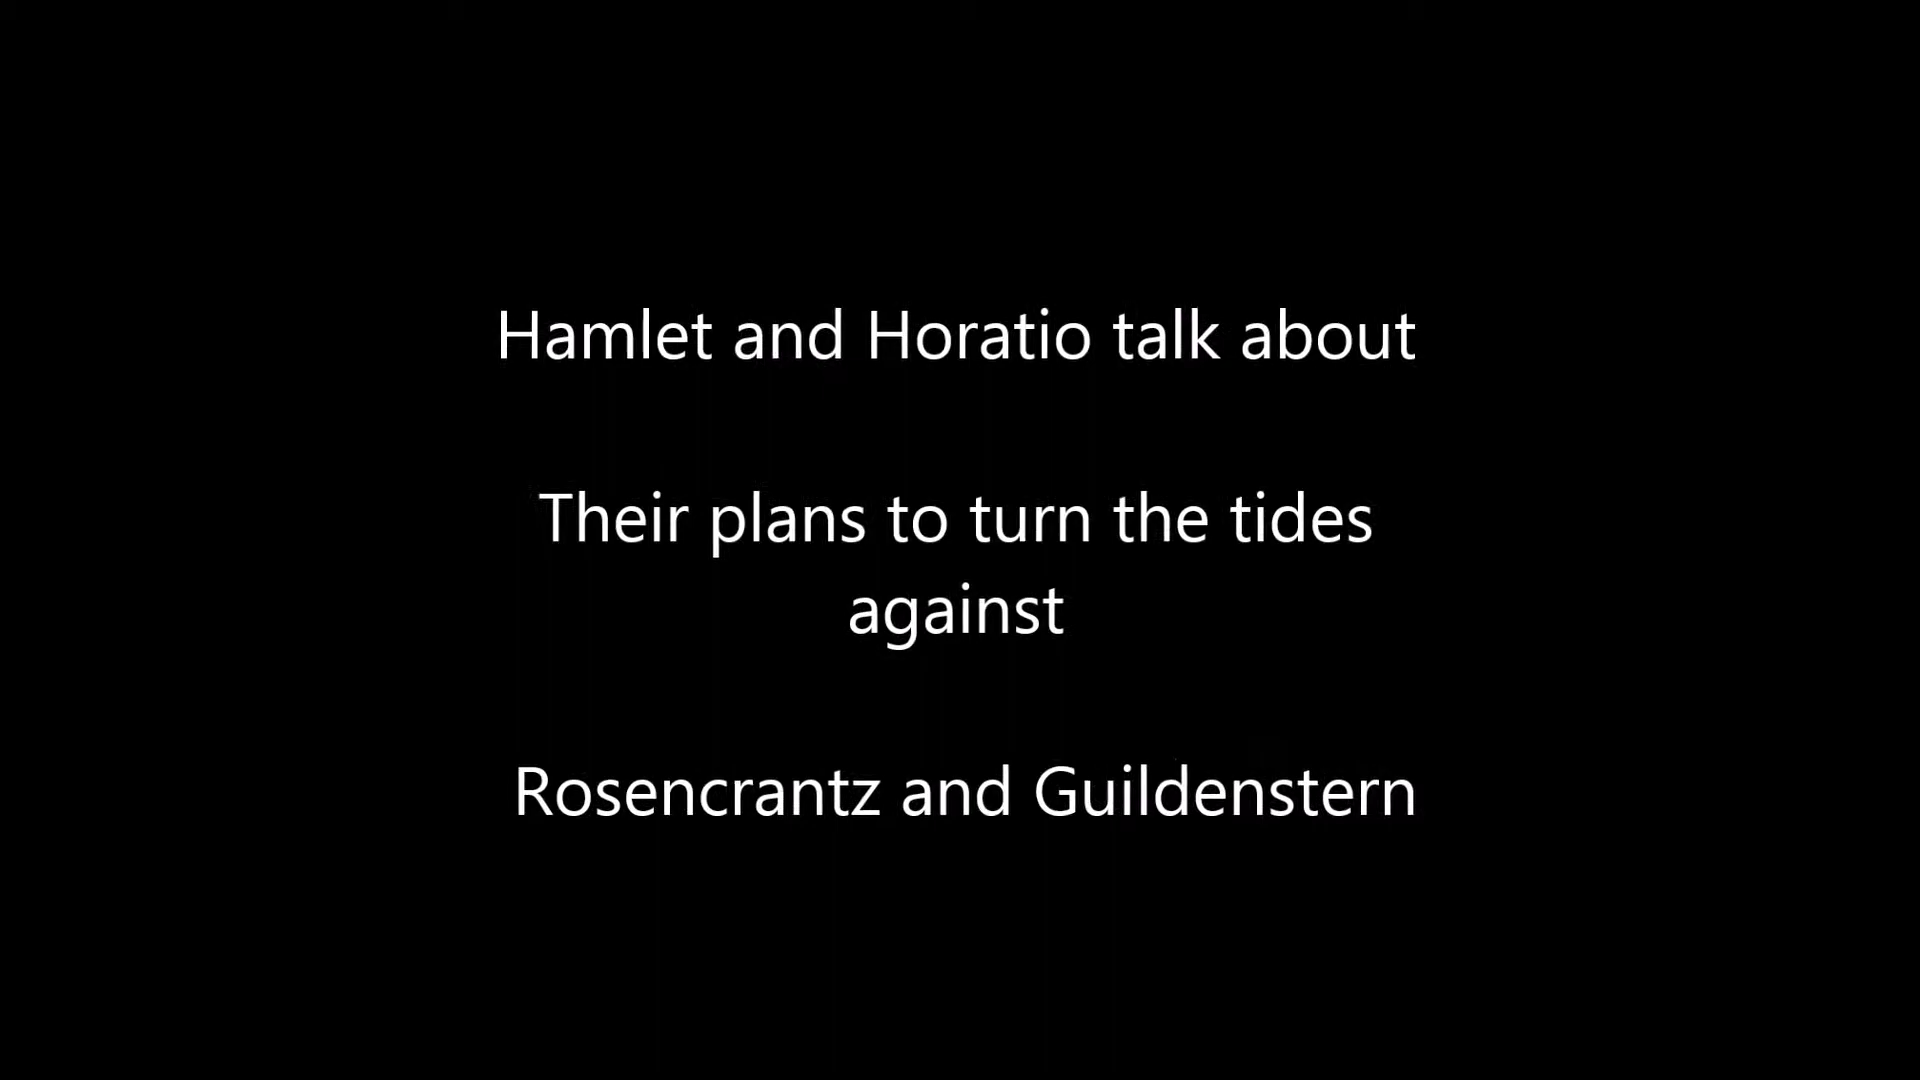 Hamlet and Horatio talk about
Their plans to turn the tides
against
Rosencrantz and Guildenstern